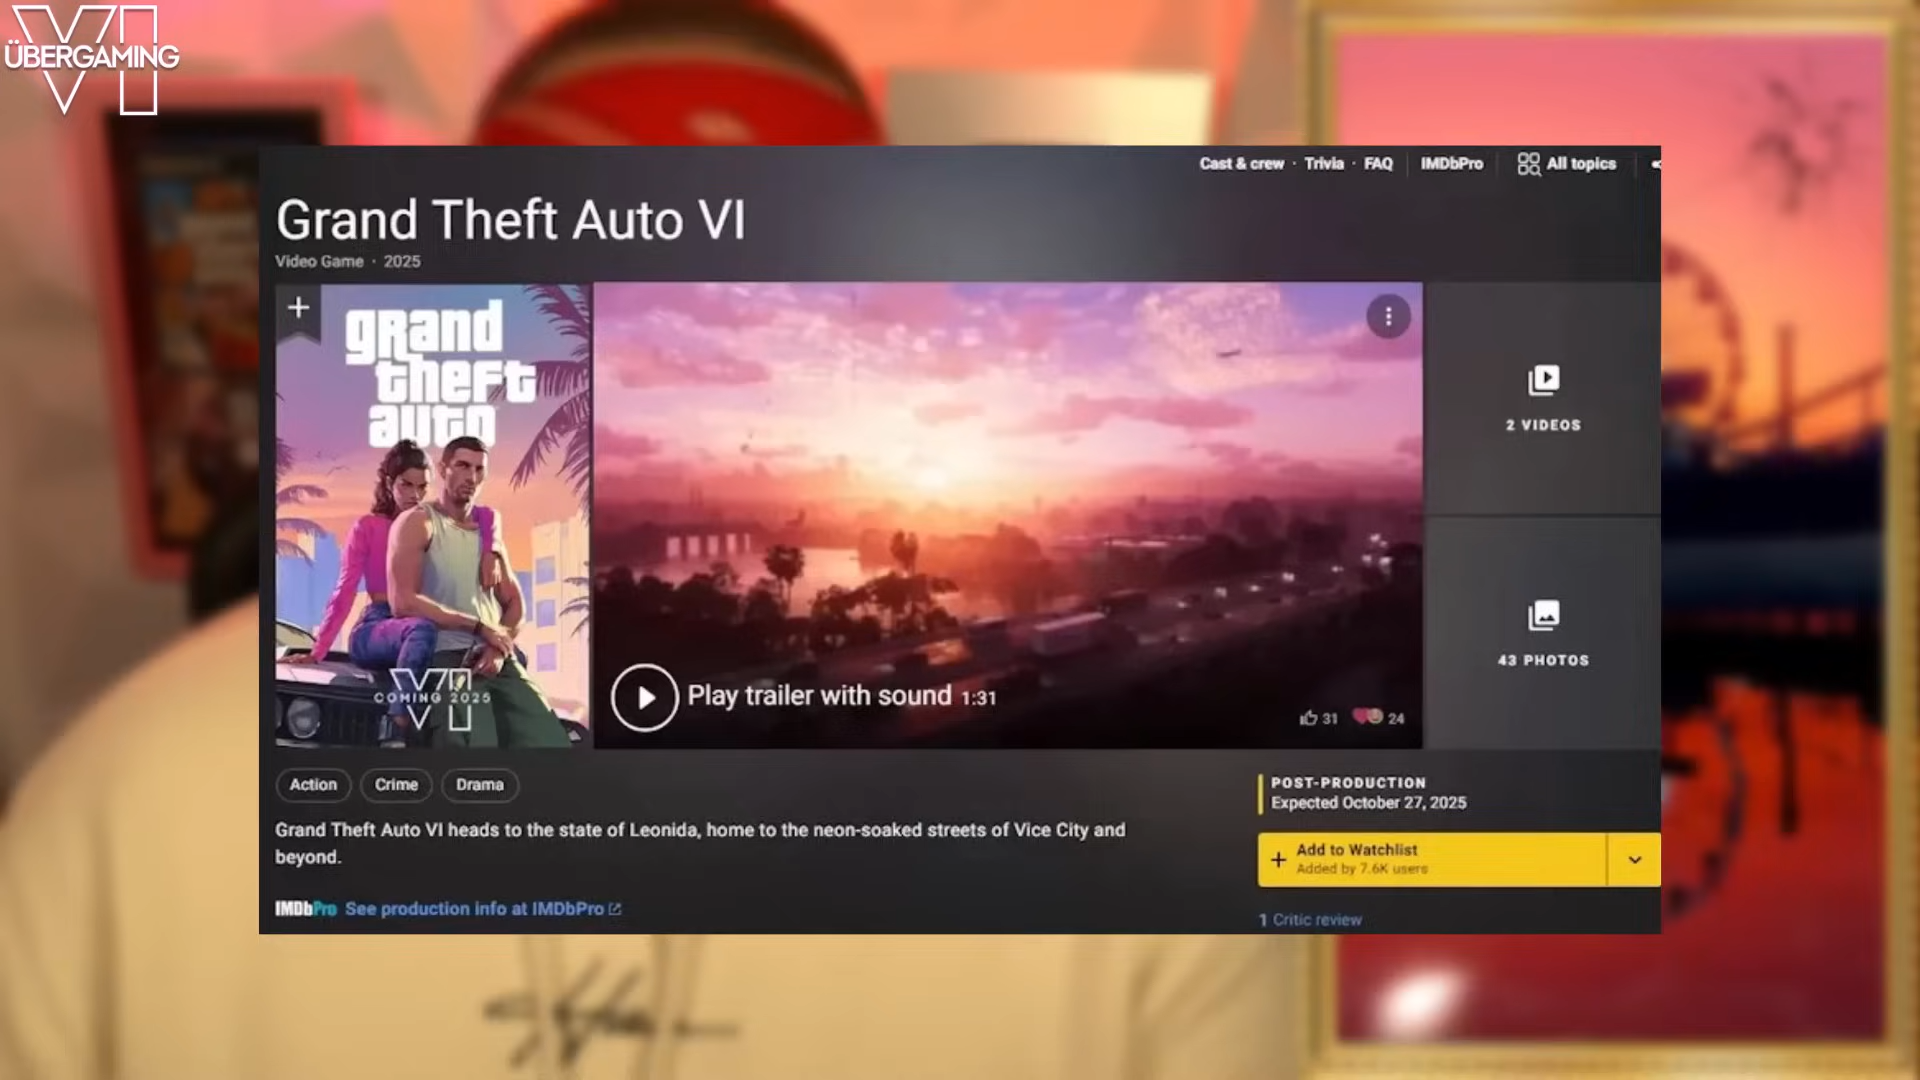 VI
ÜBERGAMING
Cast & crew · Trivia · FAQ
IMDbPro
All topics
Grand Theft Auto VI
Video Game · 2025
grand
theft
auto
VI
COMING 2025
Play trailer with sound 1:31
31
24
2 VIDEOS
43 PHOTOS
Action
Crime
Drama
POST-PRODUCTION
Expected October 27, 2025
Grand Theft Auto VI heads to the state of Leonida, home to the neon-soaked streets of Vice City and
beyond.
Add to Watchlist
Added by 7.6K users
IMDbPro See production info at IMDbPro
1 Critic review